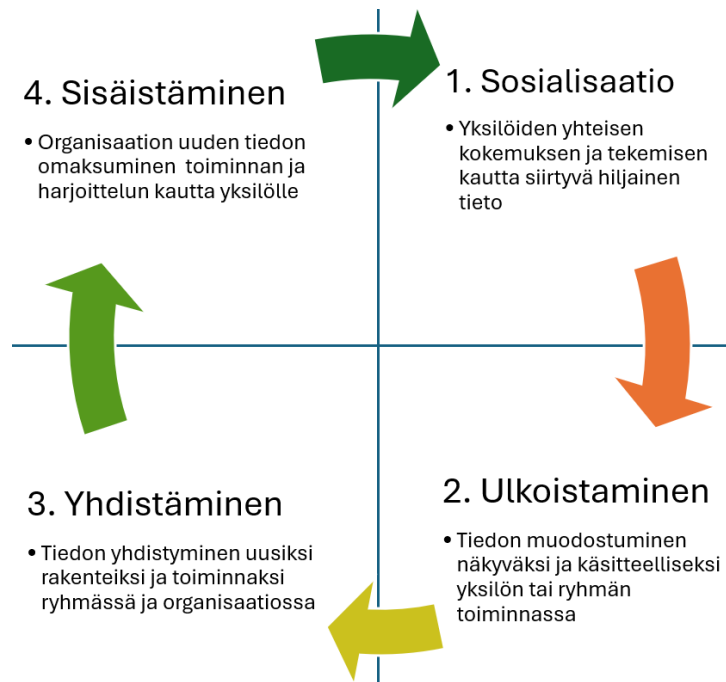 4. Sisäistäminen
• Organisaation uuden tiedon
omaksuminen toiminnan ja
harjoittelun kautta yksilölle
1. Sosialisaatio
• Yksilöiden yhteisen
kokemuksen ja tekemisen
kautta siirtyvä hiljainen
tieto
3. Yhdistäminen
• Tiedon yhdistyminen uusiksi
rakenteiksi ja toiminnaksi
ryhmässä ja organisaatiossa
2. Ulkoistaminen
• Tiedon muodostuminen
näkyväksi ja käsitteelliseksi
yksilön tai ryhmän
toiminnassa